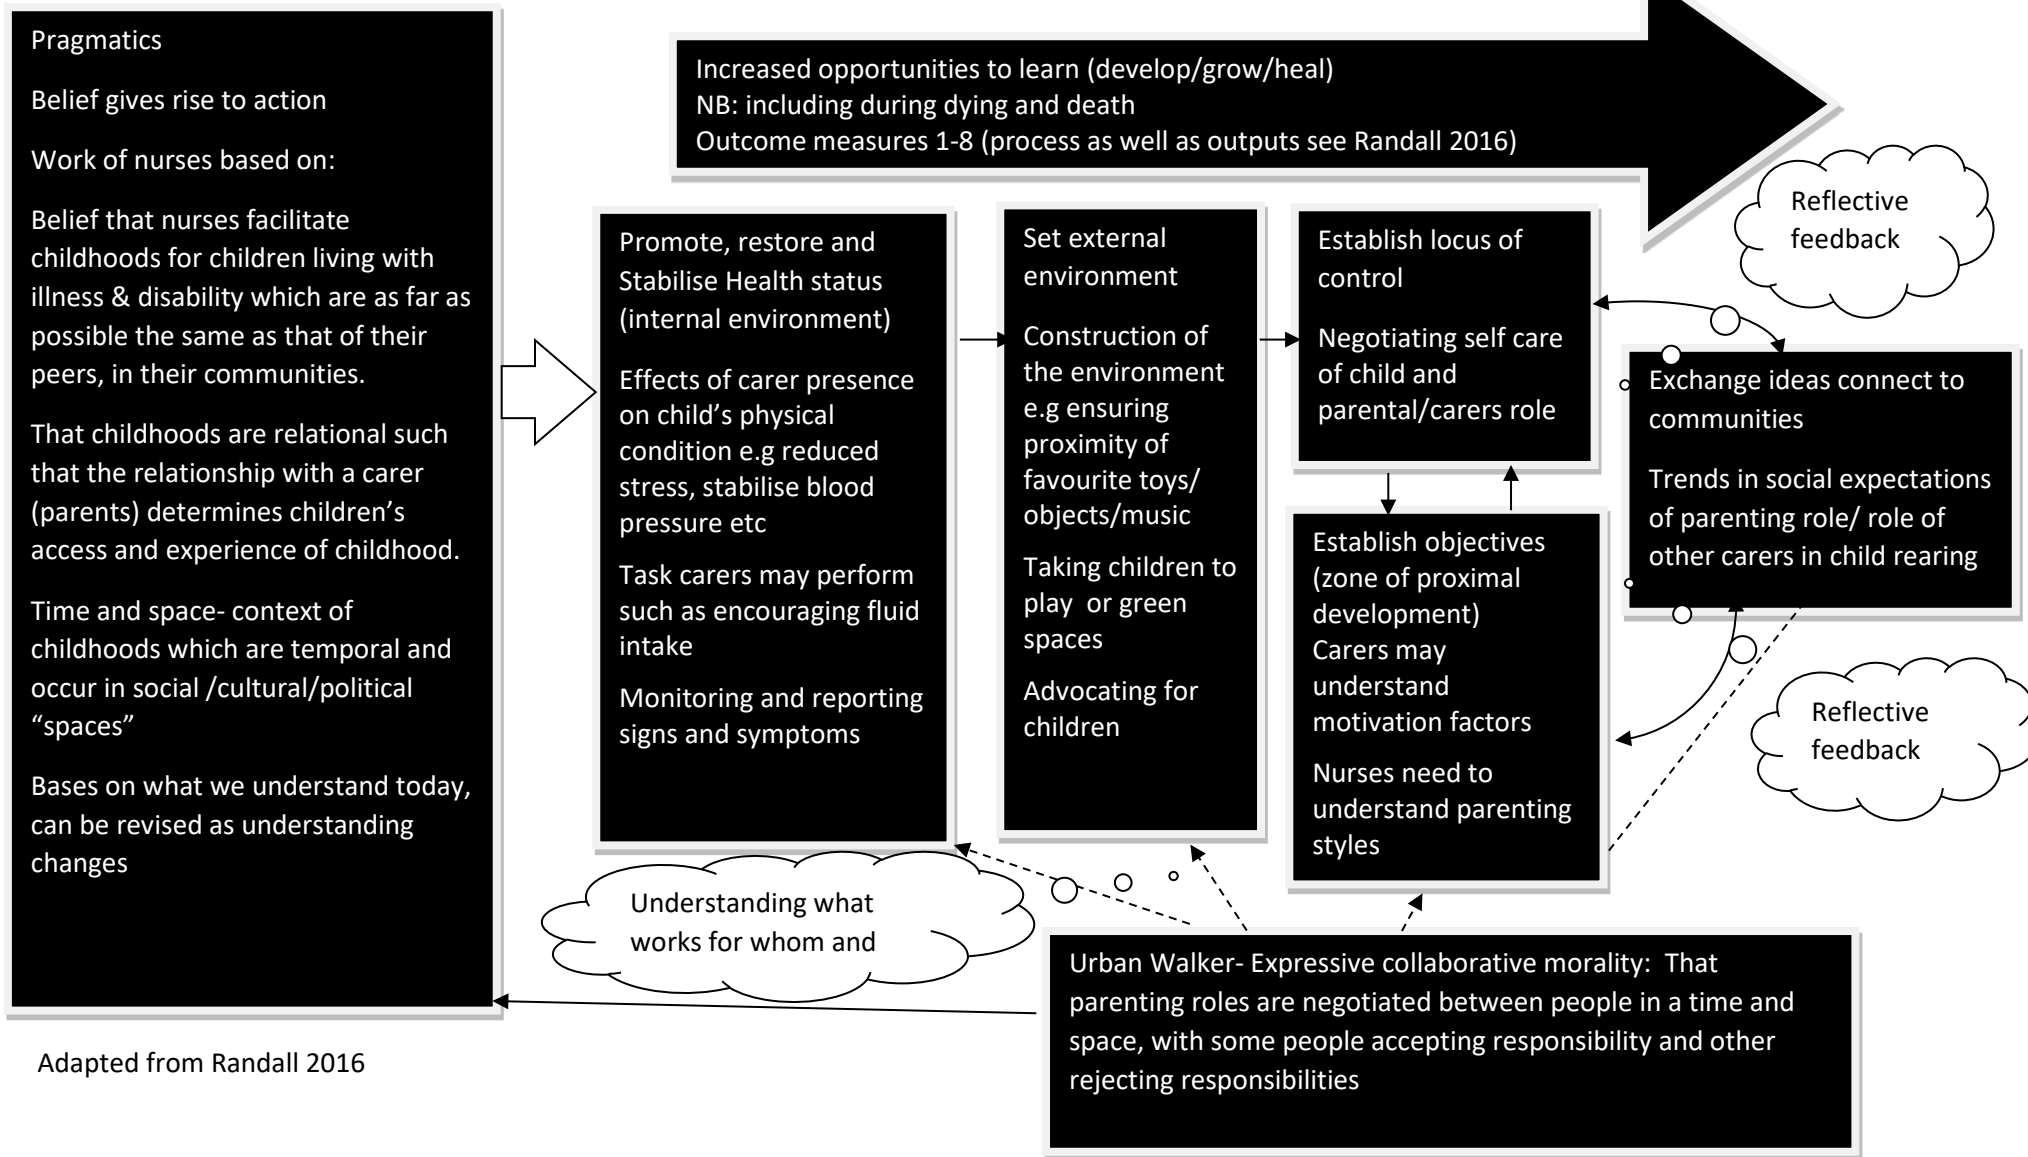 Pragmatics
Belief gives rise to action
Work of nurses based on:
Belief that nurses facilitate
childhoods for children living with
illness & disability which are as far as
possible the same as that of their
peers, in their communities.
That childhoods are relational such
that the relationship with a carer
(parents) determines children’s
access and experience of childhood.
Time and space- context of
childhoods which are temporal and
occur in social /cultural/political
“spaces”
Bases on what we understand today,
can be revised as understanding
changes
Increased opportunities to learn (develop/grow/heal)
NB: including during dying and death
Outcome measures 1-8 (process as well as outputs see Randall 2016)
Promote, restore and
Stabilise Health status
(internal environment)
Effects of carer presence
on child’s physical
condition e.g reduced
stress, stabilise blood
pressure etc
Task carers may perform
such as encouraging fluid
intake
Monitoring and reporting
signs and symptoms
Set external
environment
Construction of
the environment
e.g ensuring
proximity of
favourite toys/
objects/music
Taking children to
play or green
spaces
Advocating for
children
Establish locus of
control
Negotiating self care
of child and
parental/carers role
Establish objectives
(zone of proximal
development)
Carers may
understand
motivation factors
Nurses need to
understand parenting
styles
Reflective
feedback
Exchange ideas connect to
communities
Trends in social expectations
of parenting role/ role of
other carers in child rearing
Reflective
feedback
Understanding what
works for whom and
Urban Walker- Expressive collaborative morality: That
parenting roles are negotiated between people in a time and
space, with some people accepting responsibility and other
rejecting responsibilities
Adapted from Randall 2016